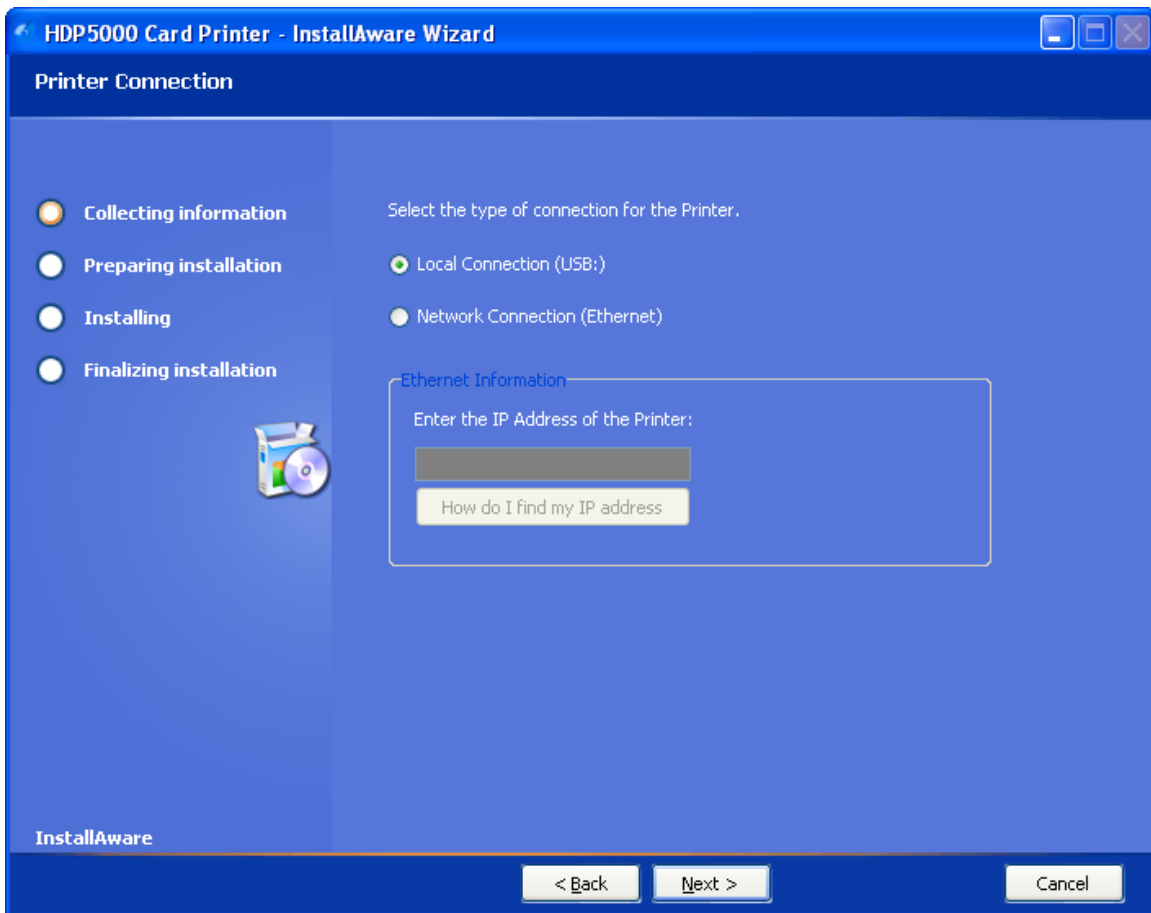 HDP5000 Card Printer - InstallAware Wizard
Printer Connection
Collecting information
Preparing installation
Installing
Finalizing installation
Select the type of connection for the Printer.
Local Connection (USB:)
Network Connection (Ethernet)
Ethernet Information
Enter the IP Address of the Printer:
How do I find my IP address
InstallAware
< Back
Next >
Cancel